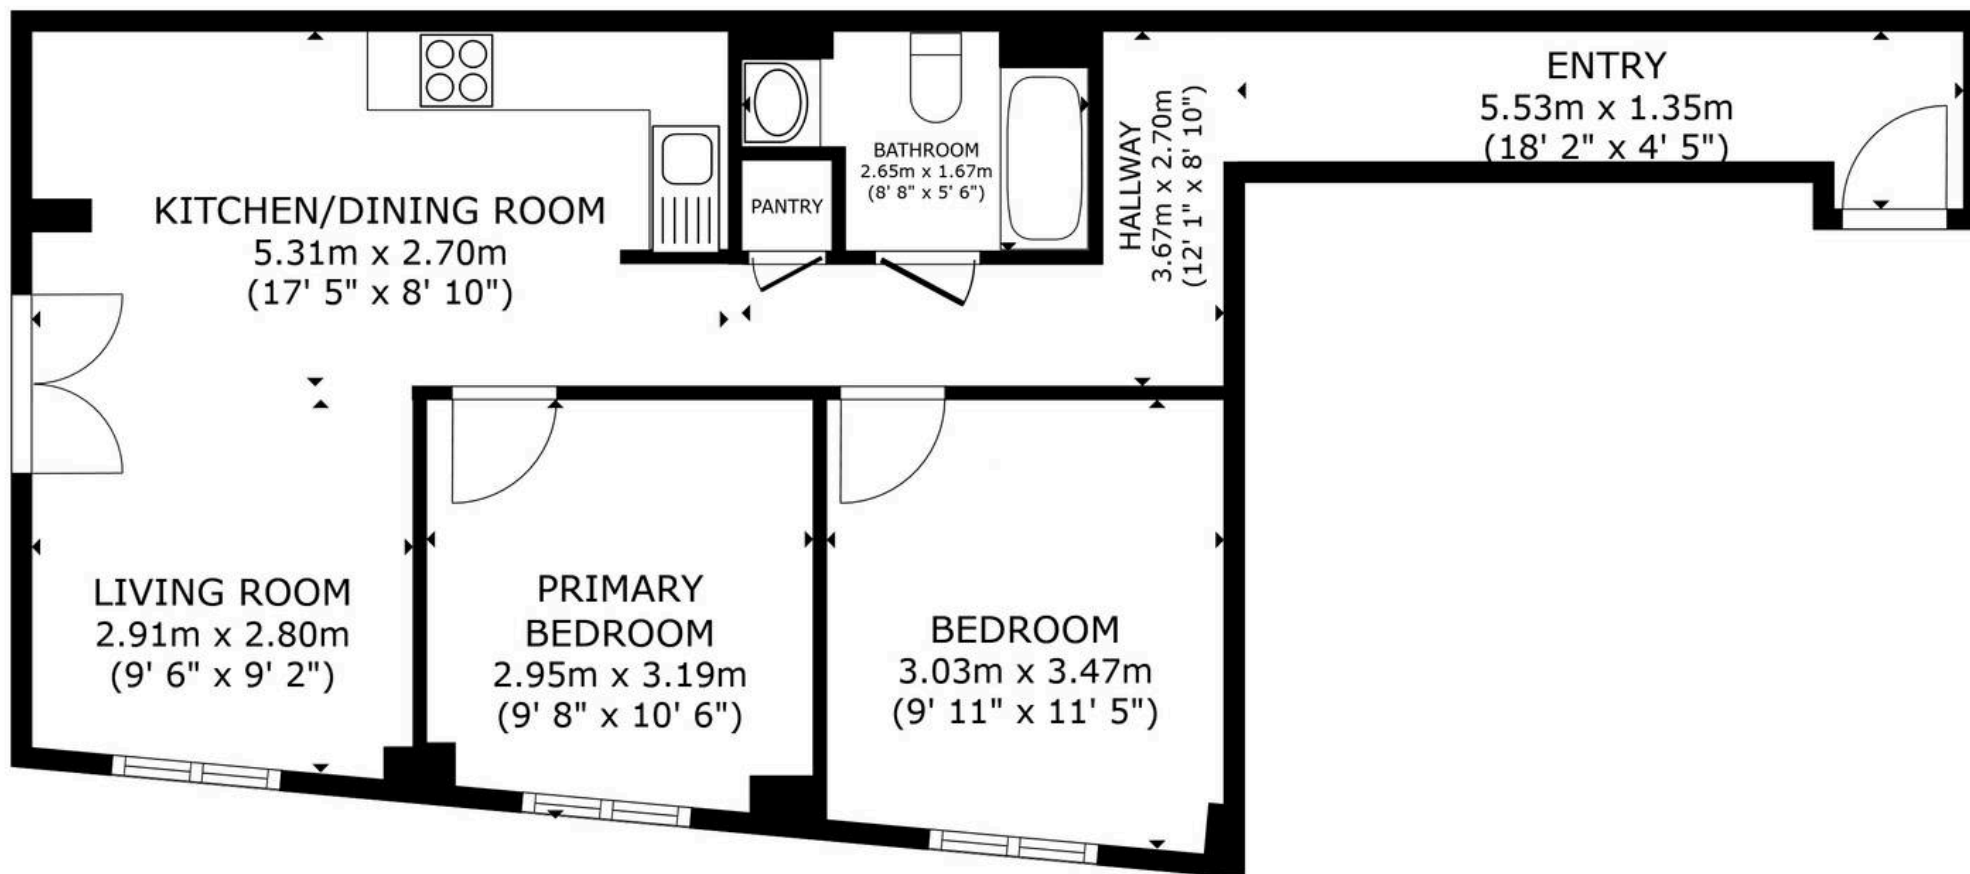 KITCHEN/DINING ROOM
5.31m x 2.70m
(17' 5" x 8' 10")
PANTRY
BATHROOM
2.65m x 1.67m
(8' 8" x 5' 6")
HALLWAY
3.67m x 2.70m
(12' 1" x 8' 10")
ENTRY
5.53m x 1.35m
(18' 2" x 4' 5")
LIVING ROOM
2.91m x 2.80m
(9' 6" x 9' 2")
PRIMARY
BEDROOM
2.95m x 3.19m
(9' 8" x 10' 6")
BEDROOM
3.03m x 3.47m
(9' 11" x 11' 5")